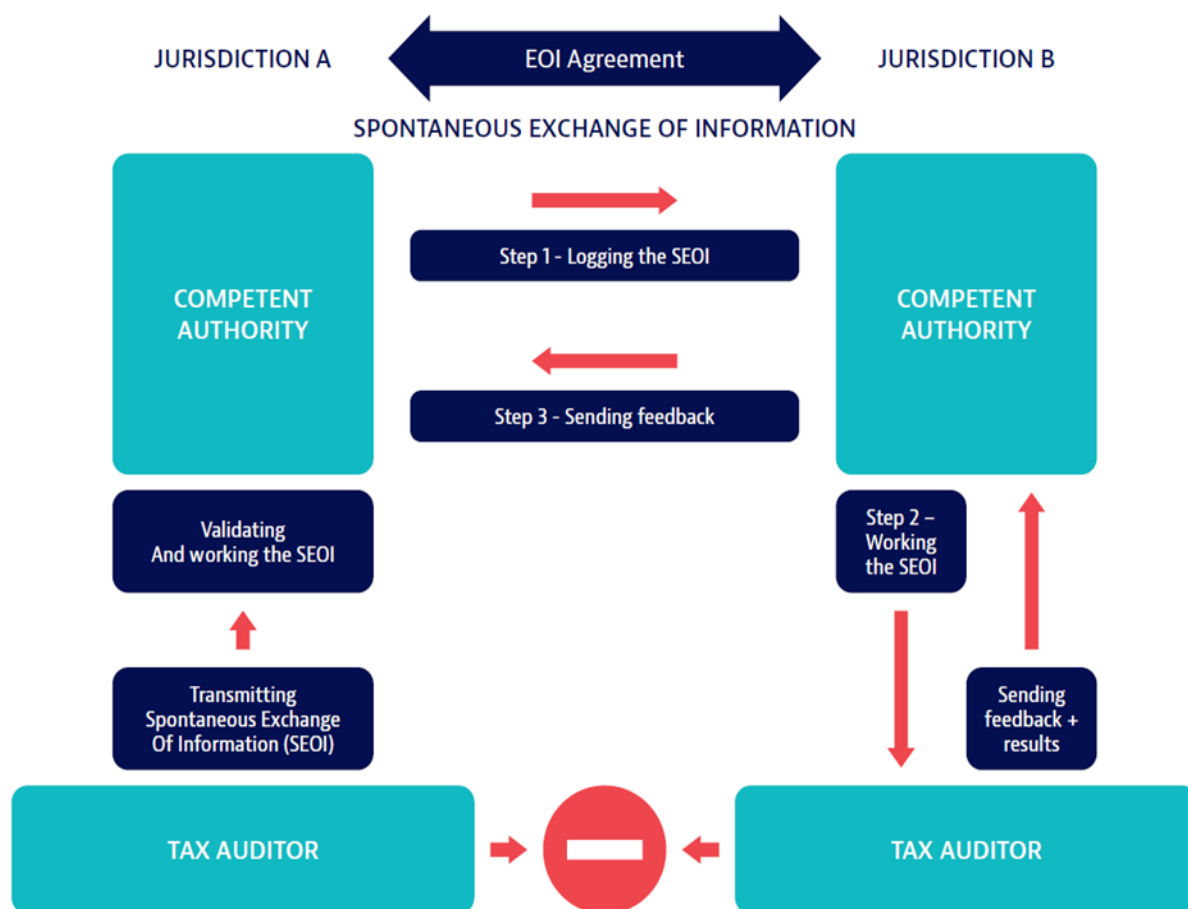 JURISDICTION A
EOI Agreement
JURISDICTION B
SPONTANEOUS EXCHANGE OF INFORMATION
COMPETENT
AUTHORITY
Step 1 - Logging the SEOI
Step 3 - Sending feedback
COMPETENT
AUTHORITY
Validating
And working the SEOI
Step 2 –
Working
the SEOI
Transmitting
Spontaneous Exchange
Of Information (SEOI)
Sending
feedback +
results
TAX AUDITOR
TAX AUDITOR